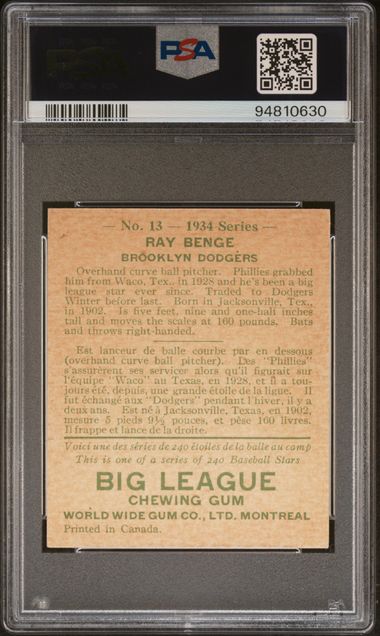 PSA
PSA
94810630
— No. 13 — 1934 Series —
RAY BENGE
BROOKLYN DODGERS
Overhand curve ball pitcher. Phillies grabbed
him from Waco, Tex., in 1928 and he's been a big
league star ever since. Traded to Dodgers
Winter before last. Born in Jacksonville, Tex.,
in 1902. Is five feet, nine and one-half inches
tall and moves the scales at 160 pounds. Bats
and throws right-handed.
Est lanceur de balle courbe par en dessous
(overhand curve ball pitcher). Des "Phillies"
s'assurèrent ses servicer alors qu'il figurait sur
l'équipe "Waco" au Texas, en 1928, et il a tou-
jours été, depuis, une grande étoile de la ligue. Il
fut échangé aux "Dodgers" pendant l'hiver, il y a
deux ans. Est né à Jacksonville, Texas, en 1902,
mesure 5 pieds 9½ pouces, et pèse 160 livres.
Il frappe et lance de la droite.
Voici une des séries de 240 étoiles de la balle au camp
This is one of a series of 240 Baseball Stars
BIG LEAGUE
CHEWING GUM
WORLD WIDE GUM CO., LTD. MONTREAL
Printed in Canada.